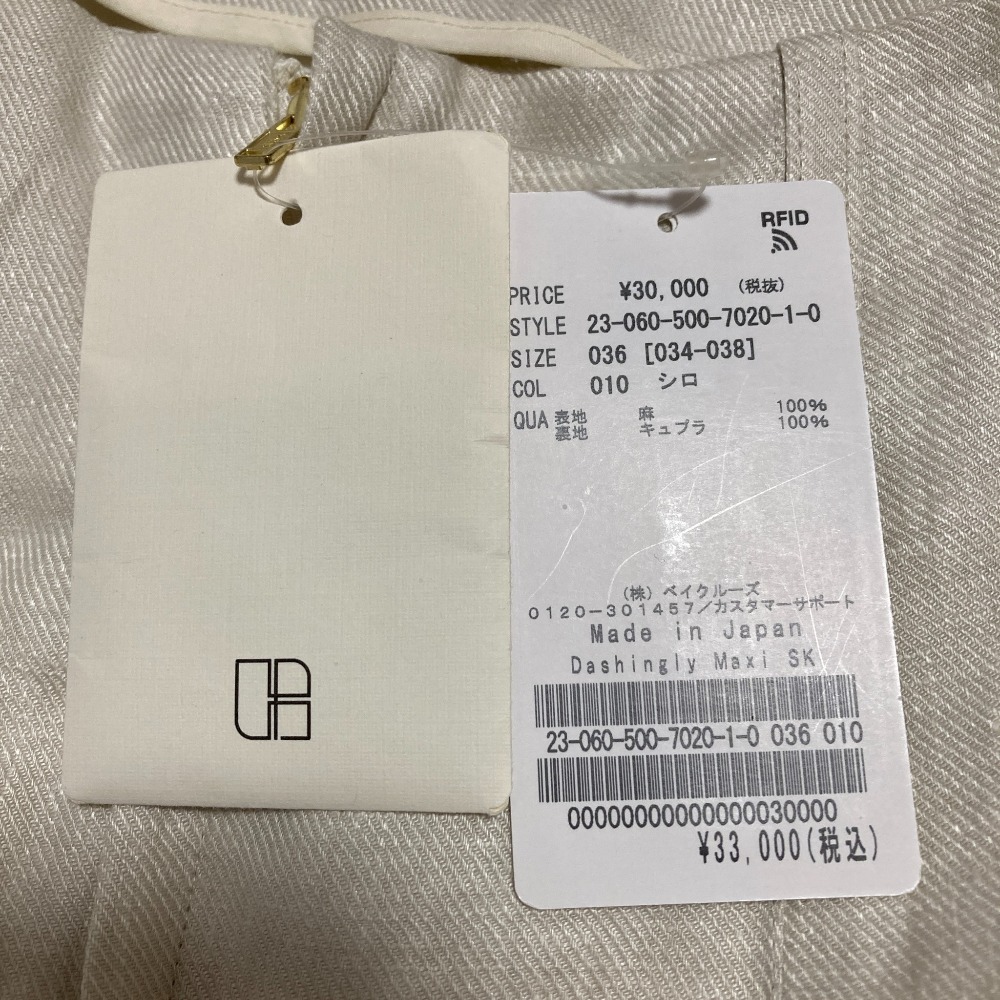 RFID
PRICE ¥30,000 (税抜)
STYLE 23-060-500-7020-1-0
SIZE 036 [034-038]
COL 010 シロ
QUA 表地 麻 100%
裏地 キュプラ 100%
(株) ベイクルーズ
0120-301457/カスタマーサポート
Made in Japan
Dashingly Maxi SK
23-060-500-7020-1-0 036 010
00000000000000030000
¥33,000(税込)